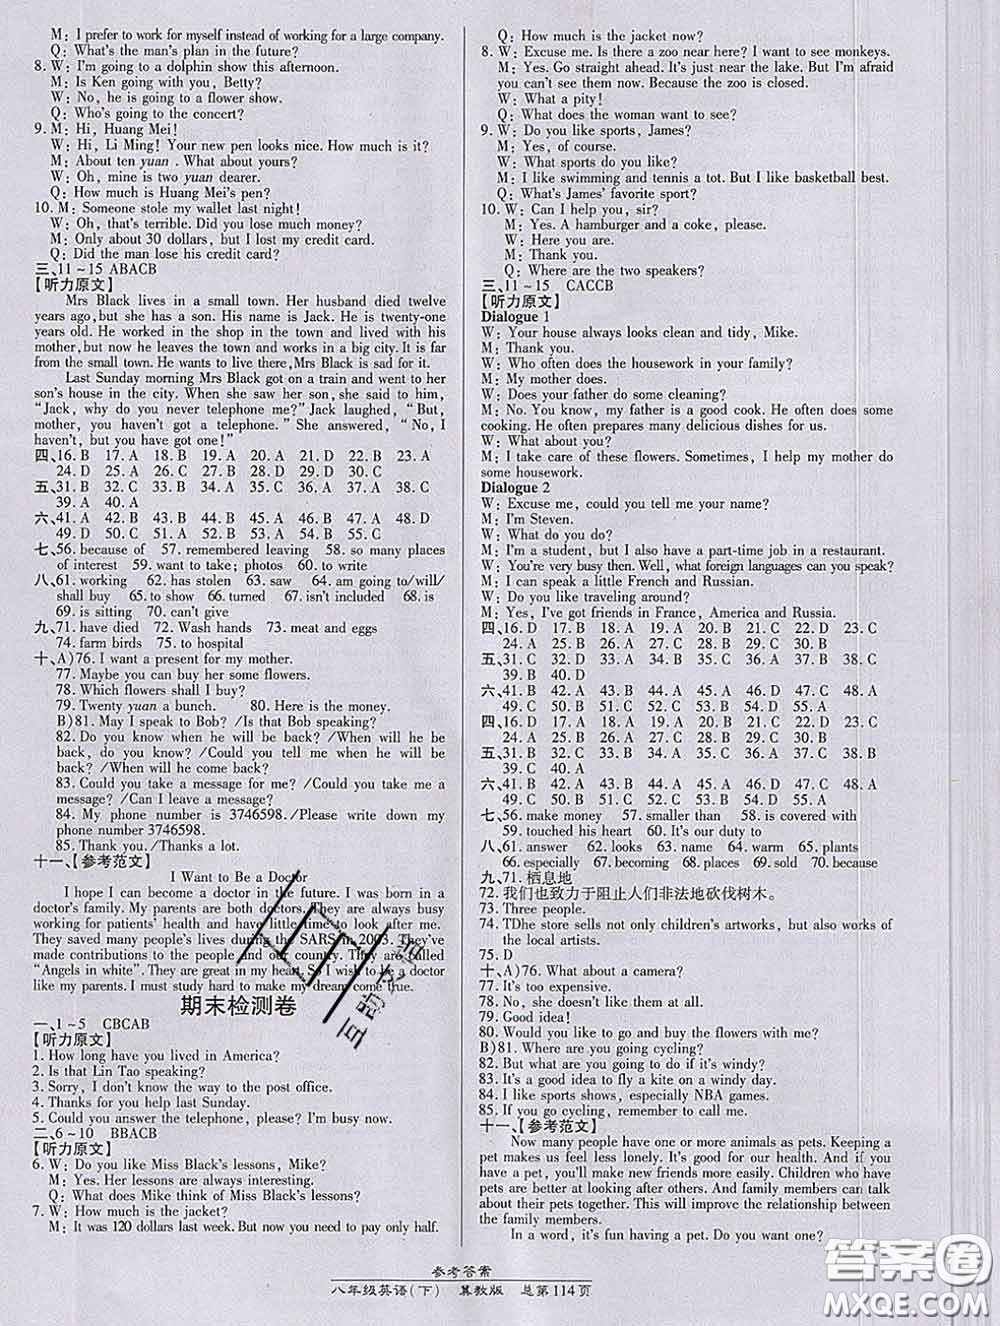 M: I prefer to work for myself instead of working for a large company.
Q: What's the man's plan in the future?
8. W: I'm going to a dolphin show this afternoon.
M: Is Ken going with you, Betty?
W: No, he is going to a flower show.
Q: Who's going to the concert?
9. M: Hi, Huang Mei!
W: Hi, Li Ming! Your new pen looks nice. How much is it?
M: About ten yuan. What about yours?
W: Oh, mine is two yuan dearer.
Q: How much is Huang Mei's pen?
10. M: Someone stole my wallet last night!
W: Oh, that's terrible. Did you lose much money?
M: Only about 30 dollars, but I lost my credit card.
Q: Did the man lose his credit card?
三、11~15 ABACB
【听力原文】
Mrs Black lives in a small town. Her husband died twelve
years ago, but she has a son. His name is Jack. He is twenty-one
years old. He worked in the shop in the town and lived with his
mother, but now he leaves the town and works in a big city. It is far
from the small town. He wants to live there, Mrs Black is sad for it.
Last Sunday morning Mrs Black got on a train and went to her
son's house in the city. When she saw her son, she said to him,
"Jack, why do you never telephone me?" Jack laughed, "But,
mother, you haven't got a telephone." She answered, "No, I
haven't, but you have got one!"
四、16. B 17. A 18. B 19. A 20. A 21. D 22. B 23. A
24. D 25. A 26. C 27. B 28. D 29. B 30. D
五、31. B 32. C 33. B 34. A 35. C 36. A 37. A 38. C
39. A 40. A
六、41. A 42. B 43. B 44. A 45. C 46. A 47. A 48. D
49. D 50. C 51. A 52. B 53. D 54. B 55. C
七、56. because of 57. remembered leaving 58. so many places
of interest 59. want to take; photos 60. to write
八、61. working 62. has stolen 63. saw 64. am going to/will/
shall buy 65. to show 66. turned 67. isn't included 68. is
69. is sitting 70. can't give
九、71. have died 72. Wash hands 73. meat and eggs
74. farm birds 75. to hospital
十、A)76. I want a present for my mother.
77. Maybe you can buy her some flowers.
78. Which flowers shall I buy?
79. Twenty yuan a bunch. 80. Here is the money.
B)81. May I speak to Bob? /Is that Bob speaking?
82. Do you know when he will be back? /When will he be
back, do you know? /Could you tell me when he will be
back? /When will he come back?
83. Could you take a message for me? /Could you take a
message? /Can I leave a message?
84. My phone number is 3746598. /Please write down my
phone number 3746598.
85. Thank you. /Thanks a lot.
十一、【参考范文】
I Want to Be a Doctor
I hope I can become a doctor in the future. I was born in a
doctor's family. My parents are both doctors. They are always busy
working for patients' health and have little time to look after me.
They saved many people's lives during the SARS in 2003. They've
made contributions to the people and our country. They are called
"Angels in white". They are great in my heart. So I wish to be a doctor
like my parents. I must study hard to make my dream come true.
期末检测卷
一、1~5 CBCAB
【听力原文】
1. How long have you lived in America?
2. Is that Lin Tao speaking?
3. Sorry, I don't know the way to the post office.
4. Thanks for you help last Sunday.
5. Could you answer the telephone, please? I'm busy now.
二、6~10 BBACB
【听力原文】
6. W: Do you like Miss Black's lessons, Mike?
M: Yes. Her lessons are always interesting.
Q: What does Mike think of Miss Black's lessons?
7. W: How much is the jacket?
M: It was 120 dollars last week. But now you need to pay only half.
Q: How much is the jacket now?
8. W: Excuse me. Is there a zoo near here? I want to see monkeys.
M: Yes. Go straight ahead. It's just near the lake. But I'm afraid
you can't see them now. Because the zoo is closed.
W: What a pity!
Q: What does the woman want to see?
9. W: Do you like sports, James?
M: Yes, of course.
W: What sports do you like?
M: I like swimming and tennis a tot. But I like basketball best.
Q: What's James' favorite sport?
10. W: Can I help you, sir?
M: Yes. A hamburger and a coke, please.
W: Here you are.
M: Thank you.
Q: Where are the two speakers?
三、11~15 CACCB
【听力原文】
Dialogue 1
W: Your house always looks clean and tidy, Mike.
M: Thank you.
W: Who often does the housework in your family?
M: My mother does.
W: Does your father do some cleaning?
M: No. You know, my father is a good cook. He often does some
cooking. He often prepares many delicious dishes for us.
W: What about you?
M: I take care of these flowers. Sometimes, I help my mother do
some housework.
Dialogue 2
W: Excuse me, could you tell me your name?
M: I'm Steven.
W: What do you do?
M: I'm a student, but I also have a part-time job in a restaurant.
W: You're very busy then. Well, what foreign languages can you speak?
M: I can speak a little French and Russian.
W: Do you like traveling around?
M: Yes, I've got friends in France, America and Russia.
四、16. D 17. B 18. A 19. A 20. B 21. C 22. D 23. C
24. A 25. B 26. B 27. C 28. C 29. C 30. B
五、31. C 32. D 33. A 34. A 35. C 36. B 37. A 38. C
39. B 40. D
六、41. B 42. A 43. B 44. A 45. A 46. A 47. C 48. A
49. C 50. B 51. C 52. C 53. D 54. D 55. A
四、16. D 17. B 18. A 19. A 20. B 21. C 22. D 23. C
24. A 25. B 26. B 27. C 28. C 29. C 30. B
五、31. B 32. C 33. A 34. A 35. C 36. D 37. C 38. B
39. C 40. A
六、41. B 42. A 43. B 44. A 45. A 46. C 47. C 48. A
49. C 50. B 51. C 52. C 53. D 54. D 55. A
七、56. make money 57. smaller than 58. is covered with
59. touched his heart 60. It's our duty to
八、61. answer 62. looks 63. name 64. warm 65. plants
66. especially 67. becoming 68. places 69. sold 70. because
九、71. 栖息地
72. 我们也致力于阻止人们非法地砍伐树木。
73. Three people.
74. TDhe store sells not only children's artworks, but also works of
the local artists.
75. D
十、A)76. What about a camera?
77. It's too expensive.
78. No, she doesn't like them at all.
79. Good idea!
80. Would you like to go and buy the flowers with me?
B)81. Where are you going cycling?
82. But what are you going to do if it's windy?
83. It's a good idea to fly a kite on a windy day.
84. I like sports shows, especially NBA games.
85. If you go cycling, remember to call me.
十一、【参考范文】
Now many people have one or more animals as pets. Keeping a
pet makes us feel less lonely. It's good for our health. And if you
have a pet, you'll make new friends more easily. Children who have
pets are better at looking after others. And family members can talk
about their pets together. This will improve the relationship between
the family members.
In a word, it's fun having a pet. Do you want one?
参考答案
八年级英语(下) 冀教版 总第114页
答案圈
MXQE.COM